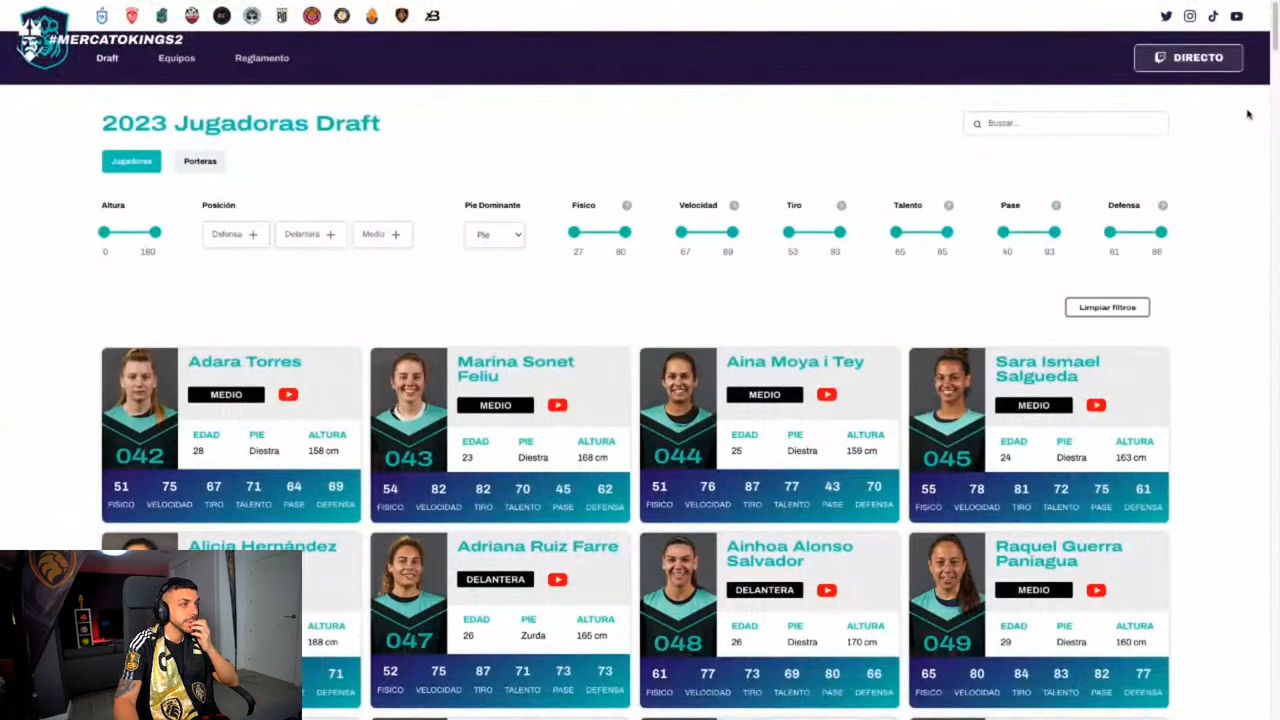 #MERCATOKINGS2
Draft Equipos Reglamento
DIRECTO
2023 Jugadoras Draft
Buscar...
Jugadoras Porteras
Altura Posición Pie Dominante Físico Velocidad Tiro Talento Pase Defensa
Defensa + Delantera + Medio + Pie
0 180 27 80 67 89 53 93 65 85 40 93 61 86
Limpiar filtros
Adara Torres
MEDIO
EDAD PIE ALTURA
28 Diestra 158 cm
042
51 75 67 71 64 69
FISICO VELOCIDAD TIRO TALENTO PASE DEFENSA
Marina Sonet
Feliu
MEDIO
EDAD PIE ALTURA
23 Diestra 168 cm
043
54 82 82 70 45 62
FISICO VELOCIDAD TIRO TALENTO PASE DEFENSA
Aina Moya i Tey
MEDIO
EDAD PIE ALTURA
25 Diestra 159 cm
044
51 76 87 77 43 70
FISICO VELOCIDAD TIRO TALENTO PASE DEFENSA
Sara Ismael
Salgueda
MEDIO
EDAD PIE ALTURA
24 Diestra 163 cm
045
55 78 81 72 75 61
FISICO VELOCIDAD TIRO TALENTO PASE DEFENSA
Alicia Hernández
168 cm
71
DEFENSA
Adriana Ruiz Farre
DELANTERA
EDAD PIE ALTURA
26 Zurda 165 cm
047
52 75 87 71 73 73
FISICO VELOCIDAD TIRO TALENTO PASE DEFENSA
Ainhoa Alonso
Salvador
DELANTERA
EDAD PIE ALTURA
26 Diestra 170 cm
048
61 77 73 69 80 66
FISICO VELOCIDAD TIRO TALENTO PASE DEFENSA
Raquel Guerra
Paniagua
MEDIO
EDAD PIE ALTURA
29 Diestra 160 cm
049
65 80 84 83 82 77
FISICO VELOCIDAD TIRO TALENTO PASE DEFENSA